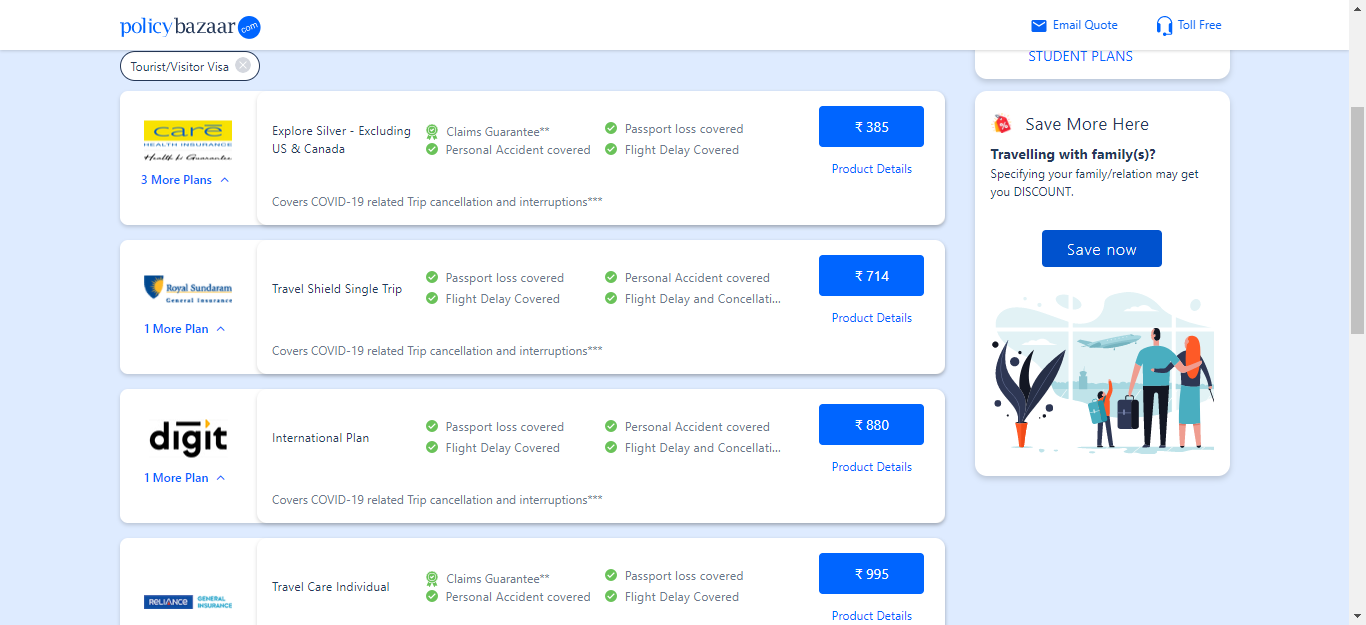 policybazaar.com
Email Quote
Toll Free
Tourist/Visitor Visa
STUDENT PLANS
care
HEALTH INSURANCE
Health ki Guarantee
3 More Plans
Explore Silver - Excluding
US & Canada
Claims Guarantee**
Passport loss covered
Personal Accident covered
Flight Delay Covered
Covers COVID-19 related Trip cancellation and interruptions***
₹ 385
Product Details
Royal Sundaram
General Insurance
1 More Plan
Travel Shield Single Trip
Passport loss covered
Personal Accident covered
Flight Delay Covered
Flight Delay and Concellati...
Covers COVID-19 related Trip cancellation and interruptions***
₹ 714
Product Details
digit
1 More Plan
International Plan
Passport loss covered
Personal Accident covered
Flight Delay Covered
Flight Delay and Concellati...
Covers COVID-19 related Trip cancellation and interruptions***
₹ 880
Product Details
RELIANCE GENERAL
INSURANCE
Travel Care Individual
Claims Guarantee**
Passport loss covered
Personal Accident covered
Flight Delay Covered
₹ 995
Product Details
Save More Here
Travelling with family(s)?
Specifying your family/relation may get
you DISCOUNT.
Save now